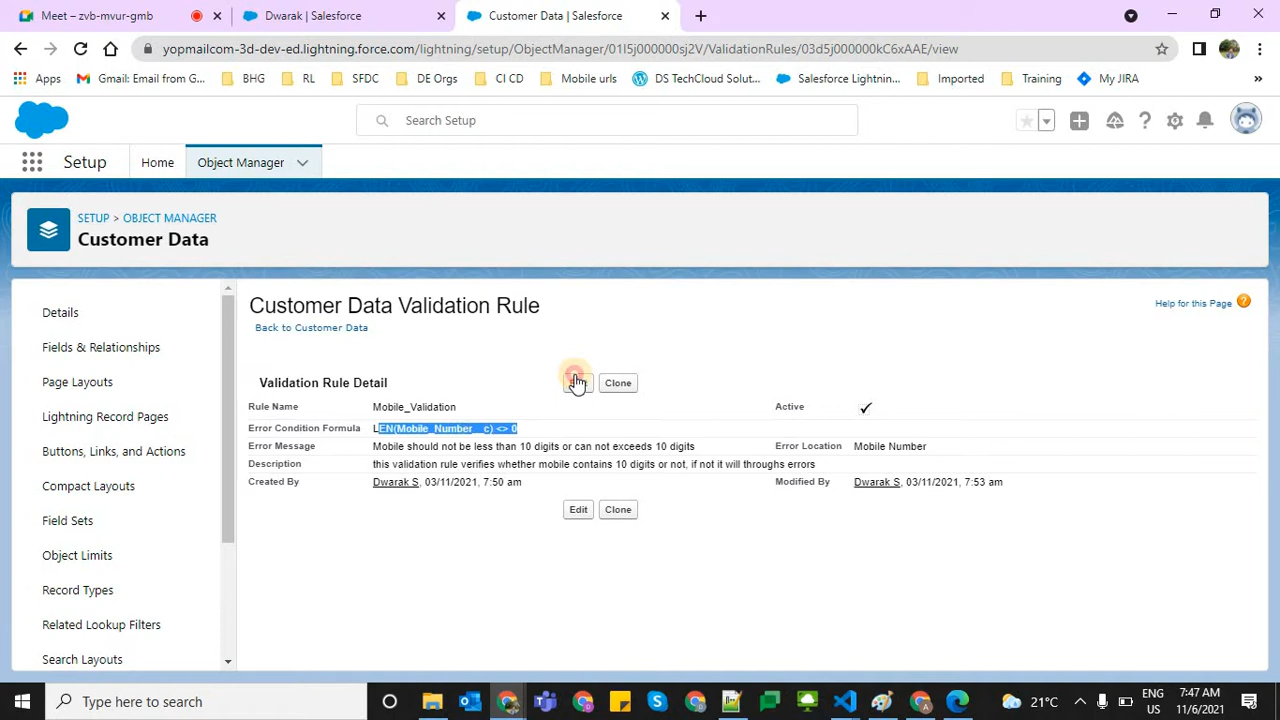 Meet – zvb-mvur-gmb
Dwarak | Salesforce
Customer Data | Salesforce
yopmailcom-3d-dev-ed.lightning.force.com/lightning/setup/ObjectManager/01I5j000000sj2V/ValidationRules/03d5j000000kC6xAAE/view
Apps
Gmail: Email from G...
BHG
RL
SFDC
DE Orgs
CI CD
Mobile urls
DS TechCloud Solut...
Salesforce Lightnin...
Imported
Training
My JIRA
»
Search Setup
Setup
Home
Object Manager
SETUP > OBJECT MANAGER
Customer Data
Details
Fields & Relationships
Page Layouts
Lightning Record Pages
Buttons, Links, and Actions
Compact Layouts
Field Sets
Object Limits
Record Types
Related Lookup Filters
Search Layouts
Customer Data Validation Rule
Help for this Page
Back to Customer Data
Validation Rule Detail
Clone
Rule Name
Mobile_Validation
Active
Error Condition Formula
LEN(Mobile_Number__c) <> 0
Error Message
Mobile should not be less than 10 digits or can not exceeds 10 digits
Error Location
Mobile Number
Description
this validation rule verifies whether mobile contains 10 digits or not, if not it will throughs errors
Created By
Dwarak S, 03/11/2021, 7:50 am
Modified By
Dwarak S, 03/11/2021, 7:53 am
Edit
Clone
Type here to search
21°C
ENG
US
7:47 AM
11/6/2021